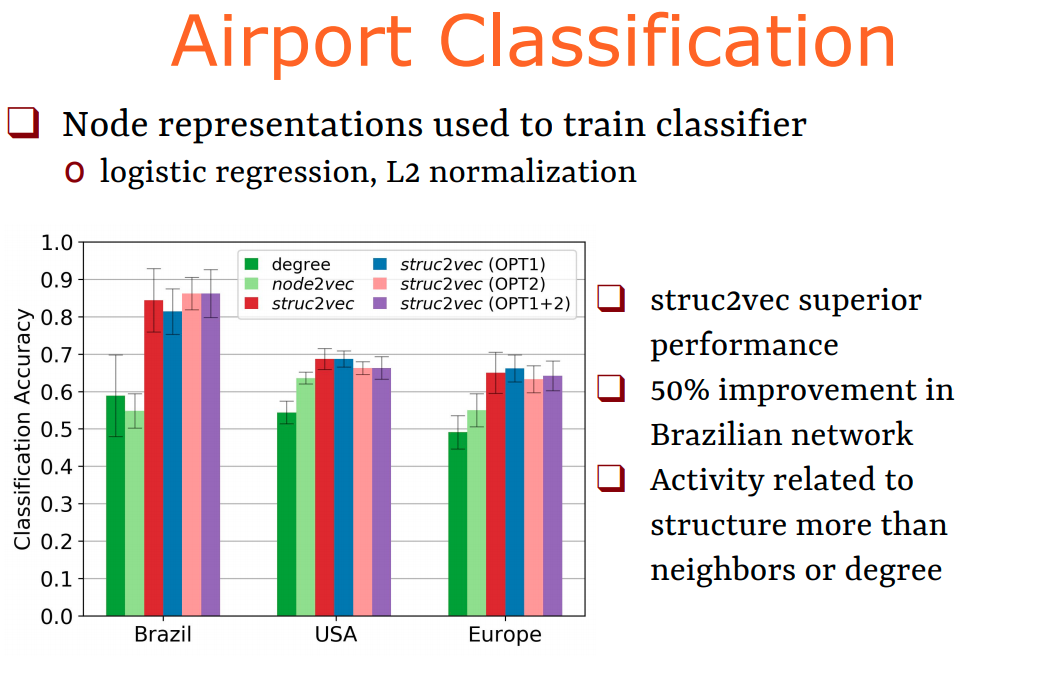 Airport Classification
❑ Node representations used to train classifier
o logistic regression, L2 normalization
1.0
0.9
0.8
0.7
0.6
0.5
0.4
0.3
0.2
0.1
0.0
Classification Accuracy
degree
node2vec
struc2vec
struc2vec (OPT1)
struc2vec (OPT2)
struc2vec (OPT1+2)
Brazil USA Europe
❑ struc2vec superior
performance
❑ 50% improvement in
Brazilian network
❑ Activity related to
structure more than
neighbors or degree